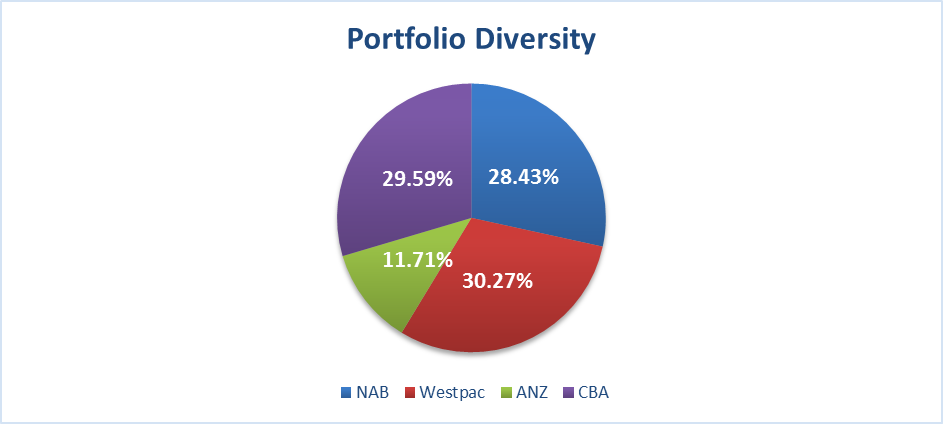 Portfolio Diversity
29.59%
28.43%
11.71%
30.27%
NAB Westpac ANZ CBA